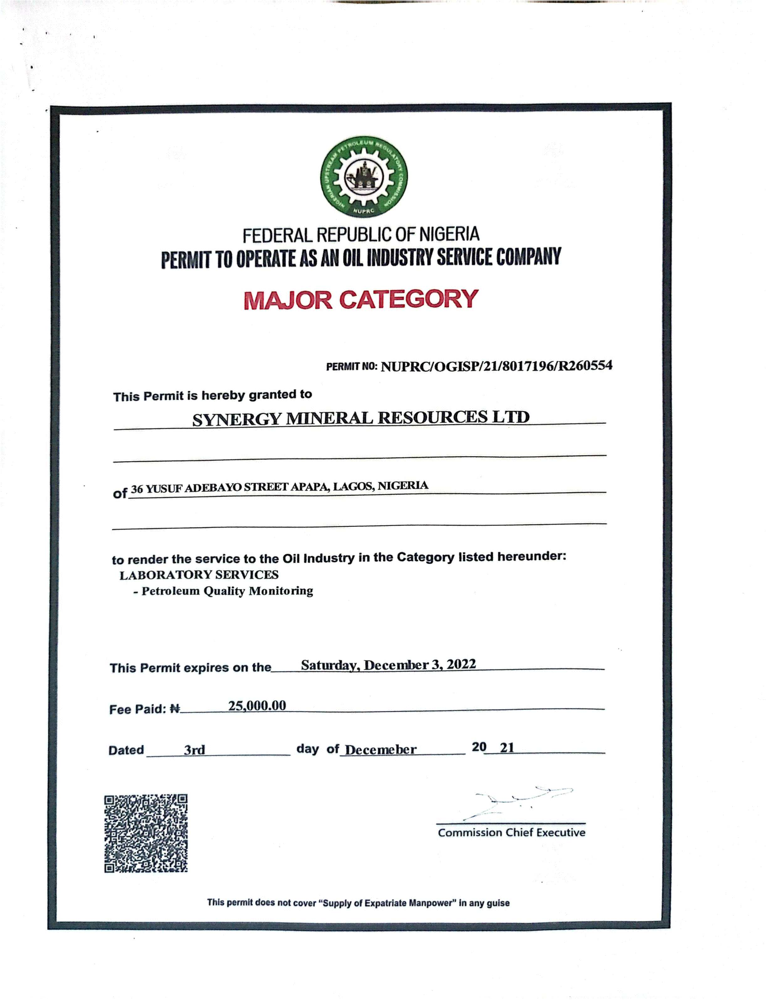 NIGERIAN UPSTREAM PETROLEUM REGULATORY COMMISSION
NUPRC
FEDERAL REPUBLIC OF NIGERIA
PERMIT TO OPERATE AS AN OIL INDUSTRY SERVICE COMPANY
MAJOR CATEGORY
PERMIT NO: NUPRC/OGISP/21/8017196/R260554
This Permit is hereby granted to
SYNERGY MINERAL RESOURCES LTD
of 36 YUSUF ADEBAYO STREET APAPA, LAGOS, NIGERIA
to render the service to the Oil Industry in the Category listed hereunder:
LABORATORY SERVICES
- Petroleum Quality Monitoring
This Permit expires on the Saturday, December 3, 2022
Fee Paid: ₦ 25,000.00
Dated 3rd day of Decemeber 20 21
Commission Chief Executive
This permit does not cover “Supply of Expatriate Manpower” in any guise